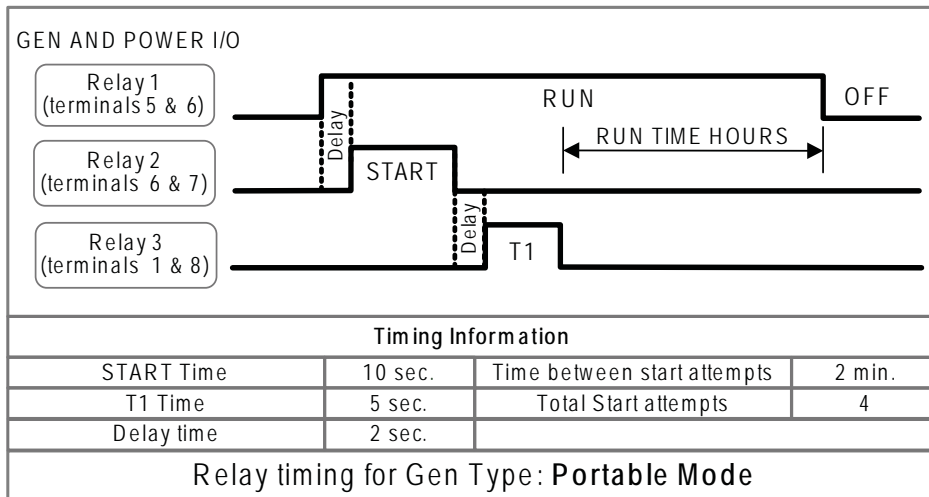 GEN AND POWER I/O
Relay 1
(terminals 5 & 6)
RUN
OFF
Delay
RUN TIME HOURS
Relay 2
(terminals 6 & 7)
START
Delay
Relay 3
(terminals 1 & 8)
T1
Timing Information
START Time 10 sec. Time between start attempts 2 min.
T1 Time 5 sec. Total Start attempts 4
Delay time 2 sec.
Relay timing for Gen Type: Portable Mode